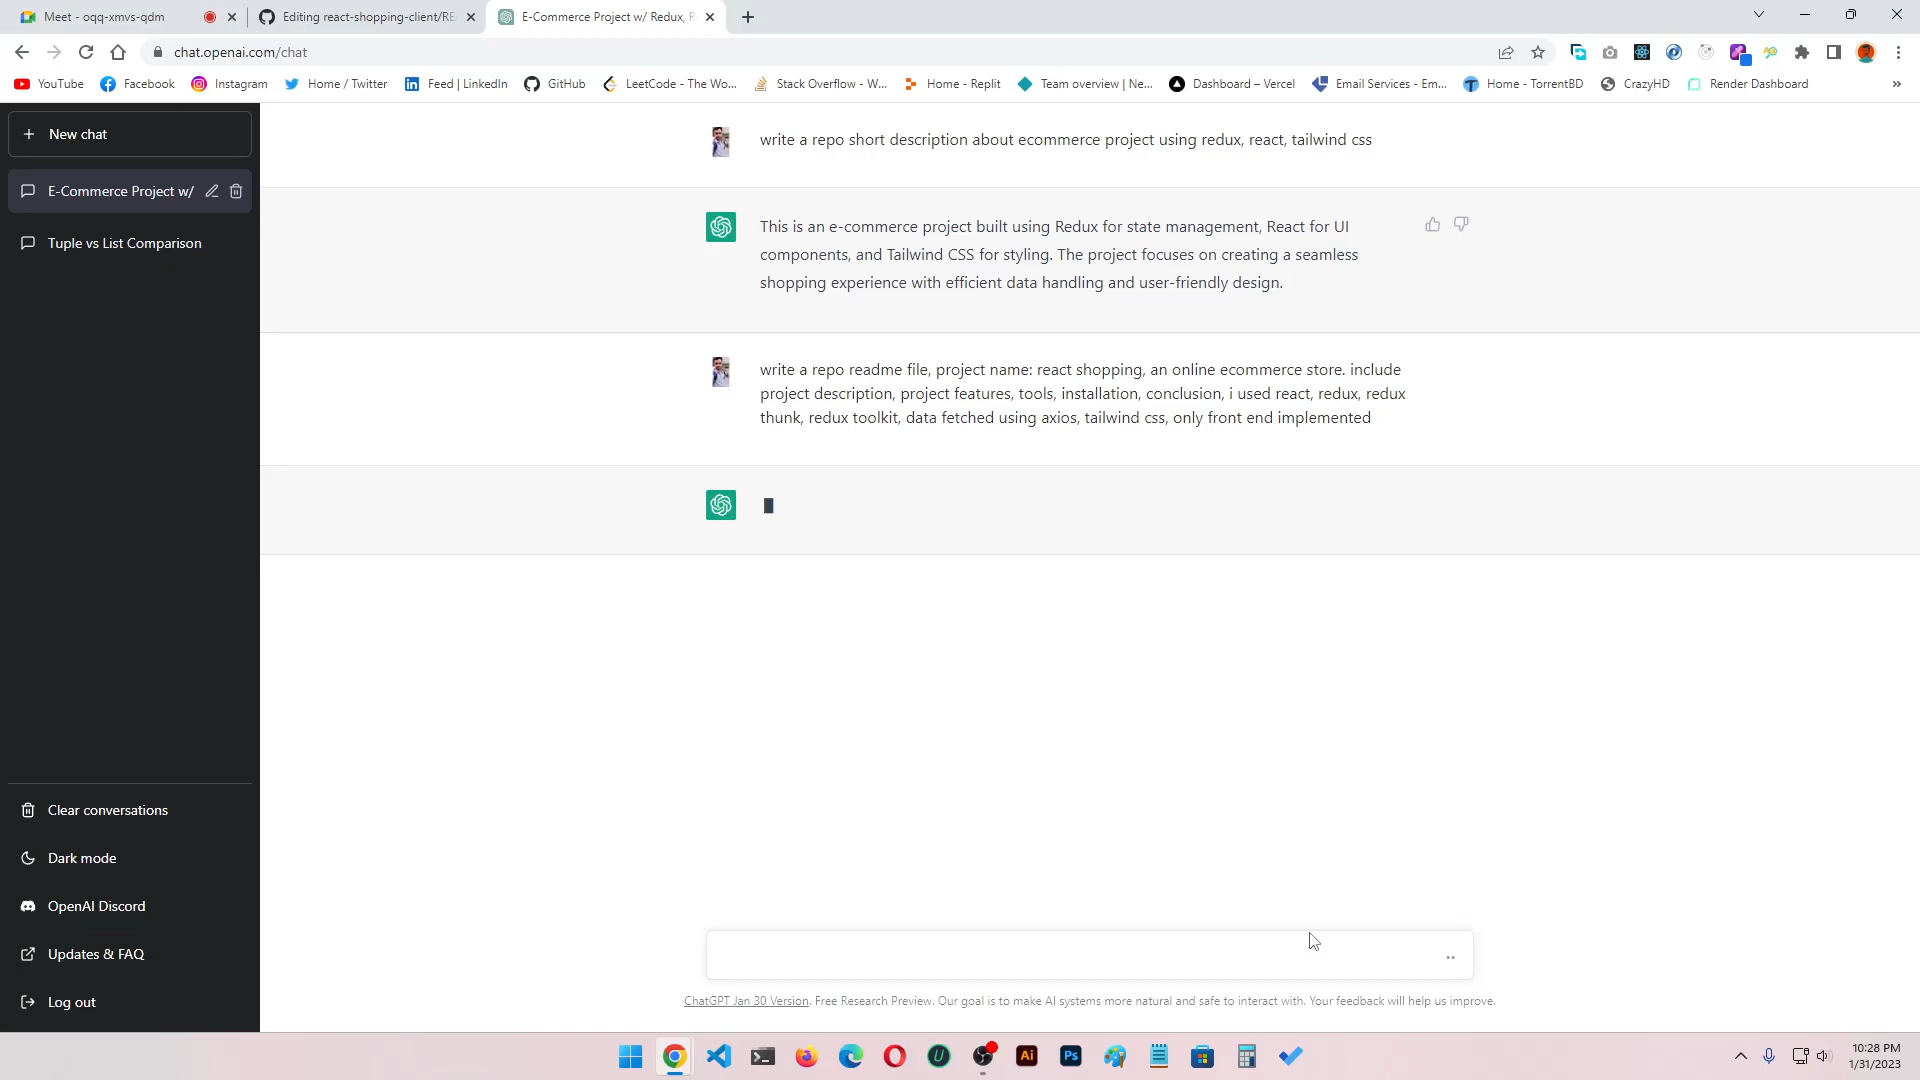 Meet - oqq-xmvs-qdm
Editing react-shopping-client/RE
E-Commerce Project w/ Redux, R
chat.openai.com/chat
YouTube
Facebook
Instagram
Home / Twitter
Feed | LinkedIn
GitHub
LeetCode - The Wo...
Stack Overflow - W...
Home - Replit
Team overview | Ne...
Dashboard – Vercel
Email Services - Em...
Home - TorrentBD
CrazyHD
Render Dashboard
»
New chat
E-Commerce Project w/
Tuple vs List Comparison
write a repo short description about ecommerce project using redux, react, tailwind css
This is an e-commerce project built using Redux for state management, React for UI
components, and Tailwind CSS for styling. The project focuses on creating a seamless
shopping experience with efficient data handling and user-friendly design.
write a repo readme file, project name: react shopping, an online ecommerce store. include
project description, project features, tools, installation, conclusion, i used react, redux, redux
thunk, redux toolkit, data fetched using axios, tailwind css, only front end implemented
Clear conversations
Dark mode
OpenAI Discord
Updates & FAQ
Log out
ChatGPT Jan 30 Version. Free Research Preview. Our goal is to make AI systems more natural and safe to interact with. Your feedback will help us improve.
Ai
Ps
10:28 PM
1/31/2023